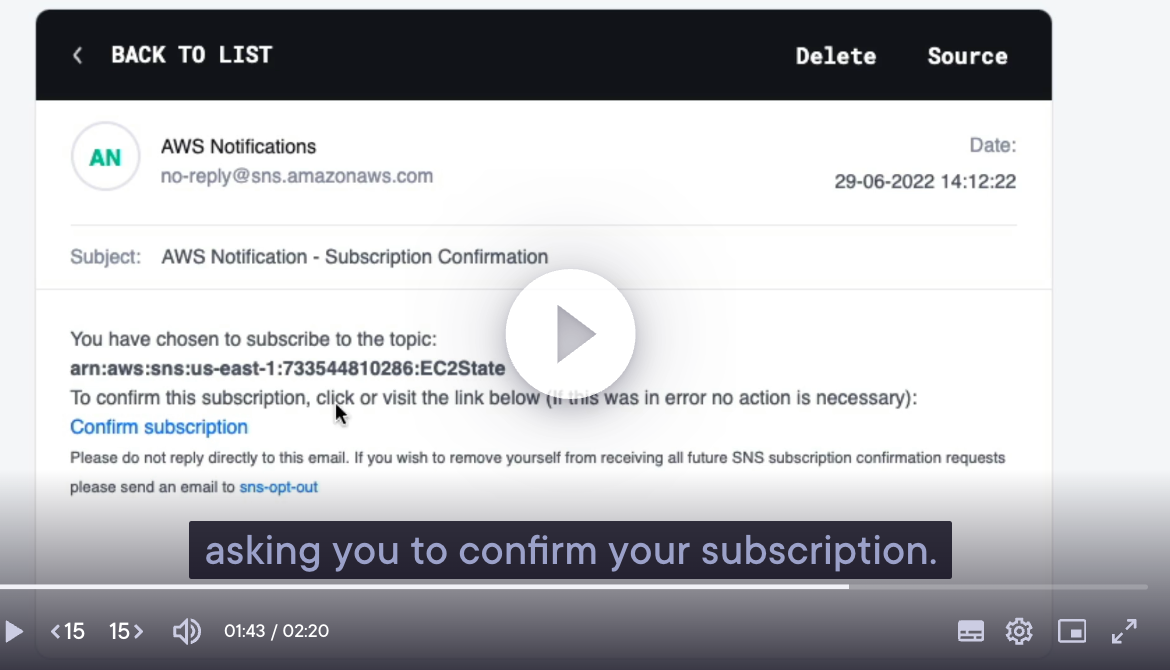 BACK TO LIST
Delete
Source
AN
AWS Notifications
no-reply@sns.amazonaws.com
Date:
29-06-2022 14:12:22
Subject: AWS Notification - Subscription Confirmation
You have chosen to subscribe to the topic:
arn:aws:sns:us-east-1:733544810286:EC2State
To confirm this subscription, click or visit the link below (If this was in error no action is necessary):
Confirm subscription
Please do not reply directly to this email. If you wish to remove yourself from receiving all future SNS subscription confirmation requests
please send an email to sns-opt-out
asking you to confirm your subscription.
15 15 01:43 / 02:20